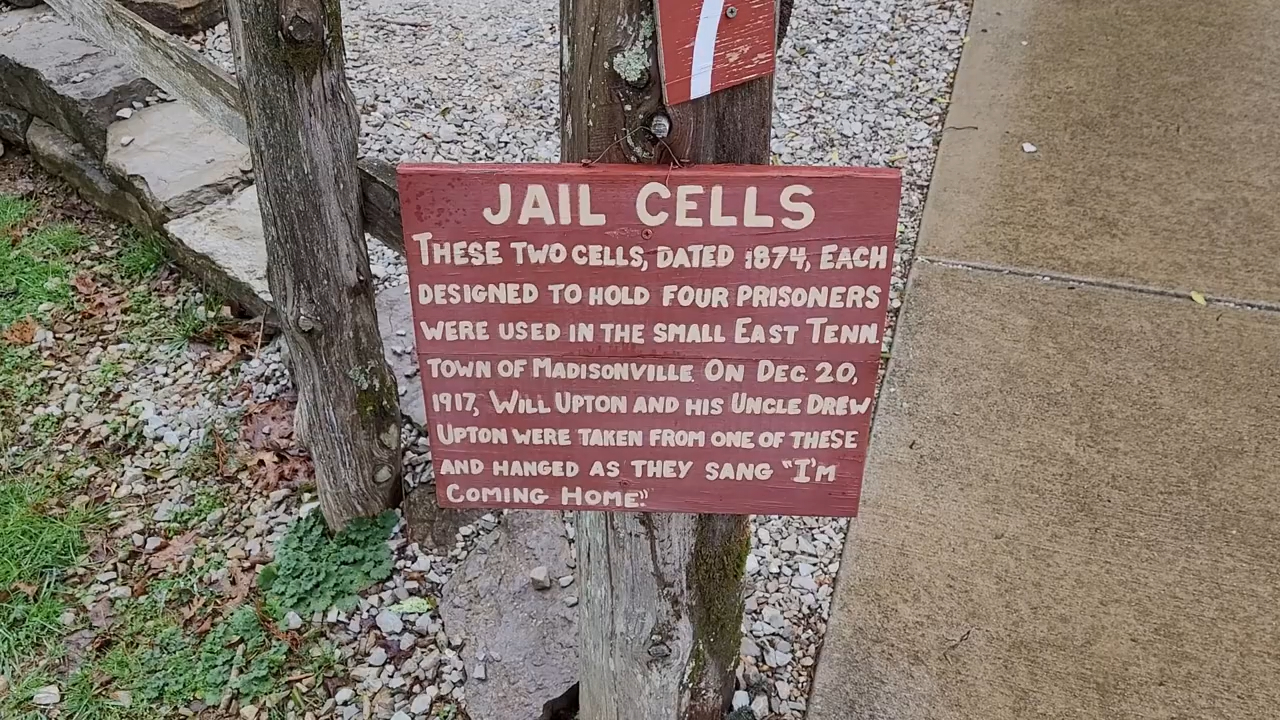 JAIL CELLS
THESE TWO CELLS, DATED 1874, EACH
DESIGNED TO HOLD FOUR PRISONERS
WERE USED IN THE SMALL EAST TENN.
TOWN OF MADISONVILLE. ON DEC. 20,
1917, WILL UPTON AND HIS UNCLE DREW
UPTON WERE TAKEN FROM ONE OF THESE
AND HANGED AS THEY SANG "I'M
COMING HOME."